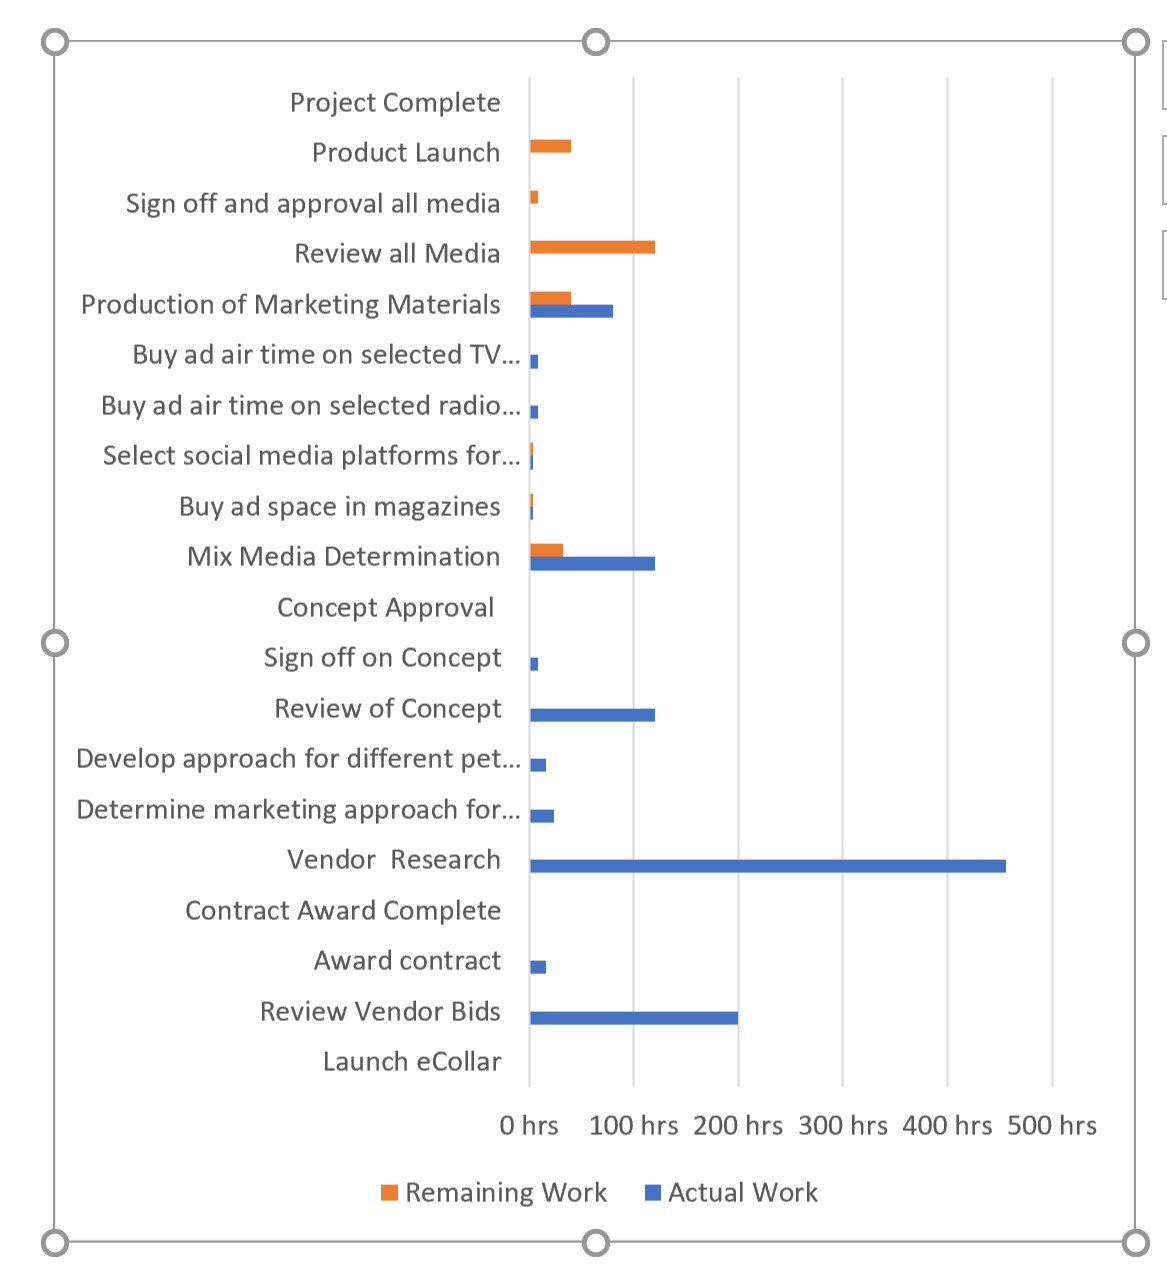 Project Complete
Product Launch
Sign off and approval all media
Review all Media
Production of Marketing Materials
Buy ad air time on selected TV...
Buy ad air time on selected radio...
Select social media platforms for...
Buy ad space in magazines
Mix Media Determination
Concept Approval
Sign off on Concept
Review of Concept
Develop approach for different pet...
Determine marketing approach for...
Vendor  Research
Contract Award Complete
Award contract
Review Vendor Bids
Launch eCollar
0 hrs 100 hrs 200 hrs 300 hrs 400 hrs 500 hrs
Remaining Work Actual Work